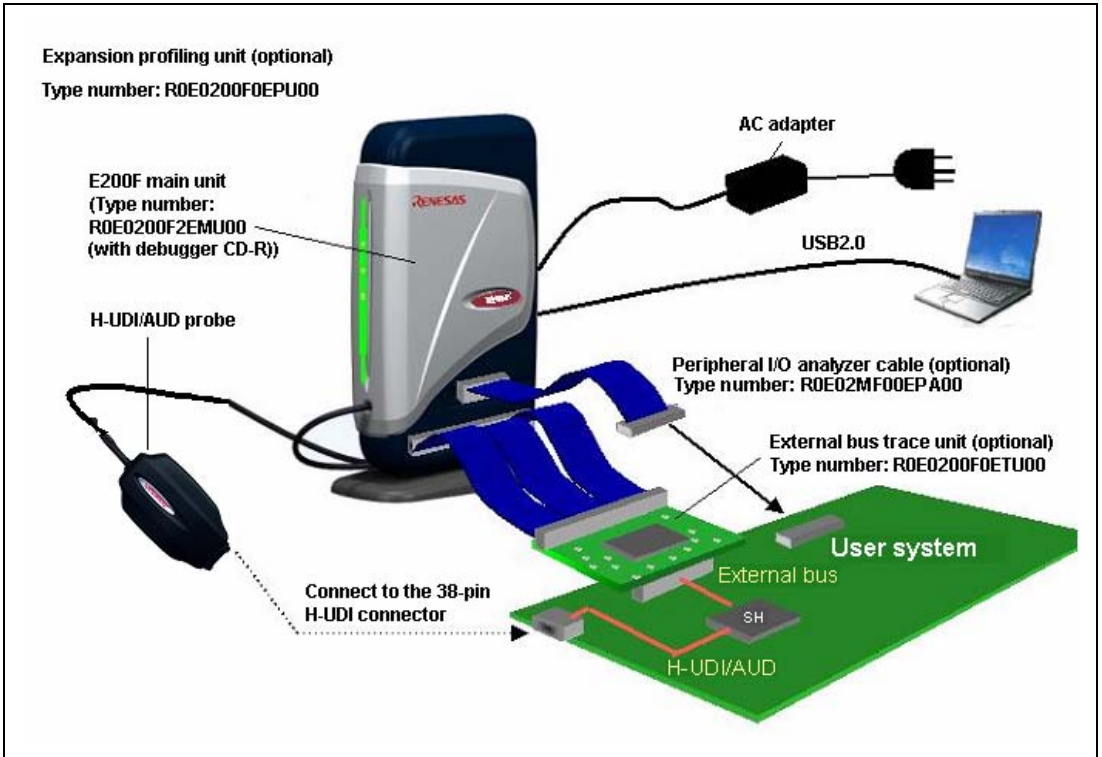 Expansion profiling unit (optional)
Type number: R0E0200F0EPU00
AC adapter
E200F main unit
(Type number:
R0E0200F2EMU00
(with debugger CD-R))
RENESAS
USB2.0
H-UDI/AUD probe
Peripheral I/O analyzer cable (optional)
Type number: R0E02MF00EPA00
External bus trace unit (optional)
Type number: R0E0200F0ETU00
User system
External bus
Connect to the 38-pin
H-UDI connector
SH
H-UDI/AUD